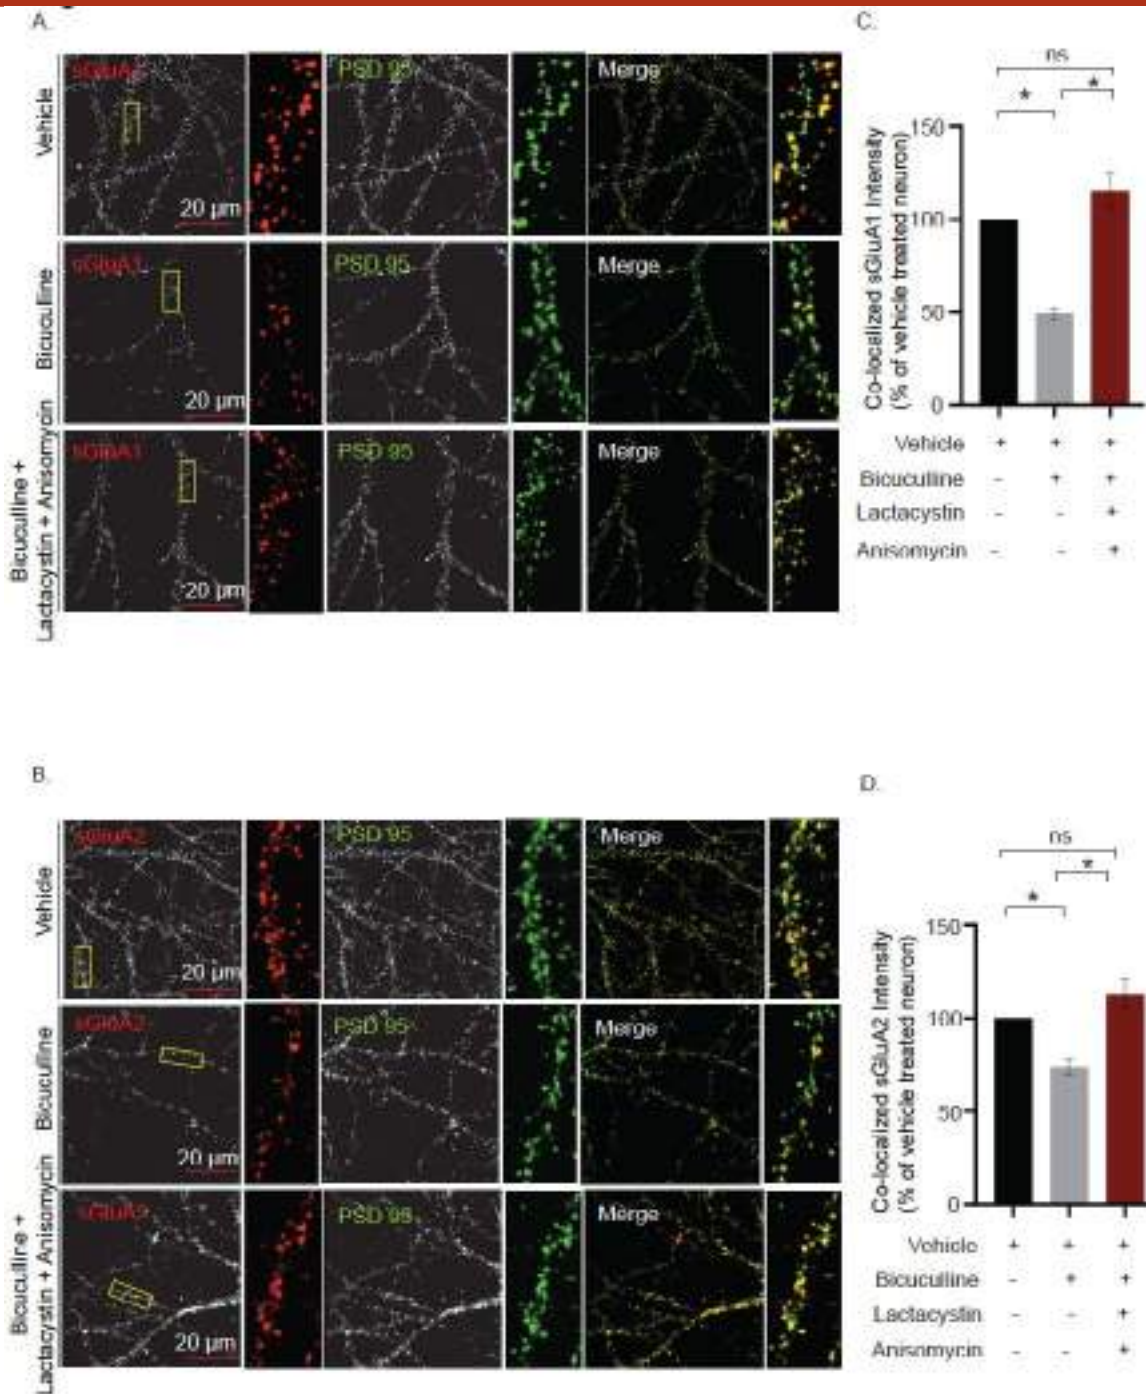 A.
C.
Vehicle
sGluA1
PSD 95
Merge
20 µm
Bicuculline
sGluA1
PSD 95
Merge
20 µm
Bicuculline +
Lactacystin + Anisomycin
sGluA1
PSD 95
Merge
20 µm
ns
*
*
Co-localized sGluA1 Intensity
(% of vehicle treated neuron)
150
100
50
0
Vehicle + + +
Bicuculline - + +
Lactacystin - - +
Anisomycin - - +
B.
D.
Vehicle
sGluA2
PSD 95
Merge
20 µm
Bicuculline
sGluA2
PSD 95
Merge
20 µm
Bicuculline +
Lactacystin + Anisomycin
sGluA2
PSD 95
Merge
20 µm
ns
*
*
Co-localized sGluA2 Intensity
(% of vehicle treated neuron)
150
100
50
0
Vehicle + + +
Bicuculline - + +
Lactacystin - - +
Anisomycin - - +